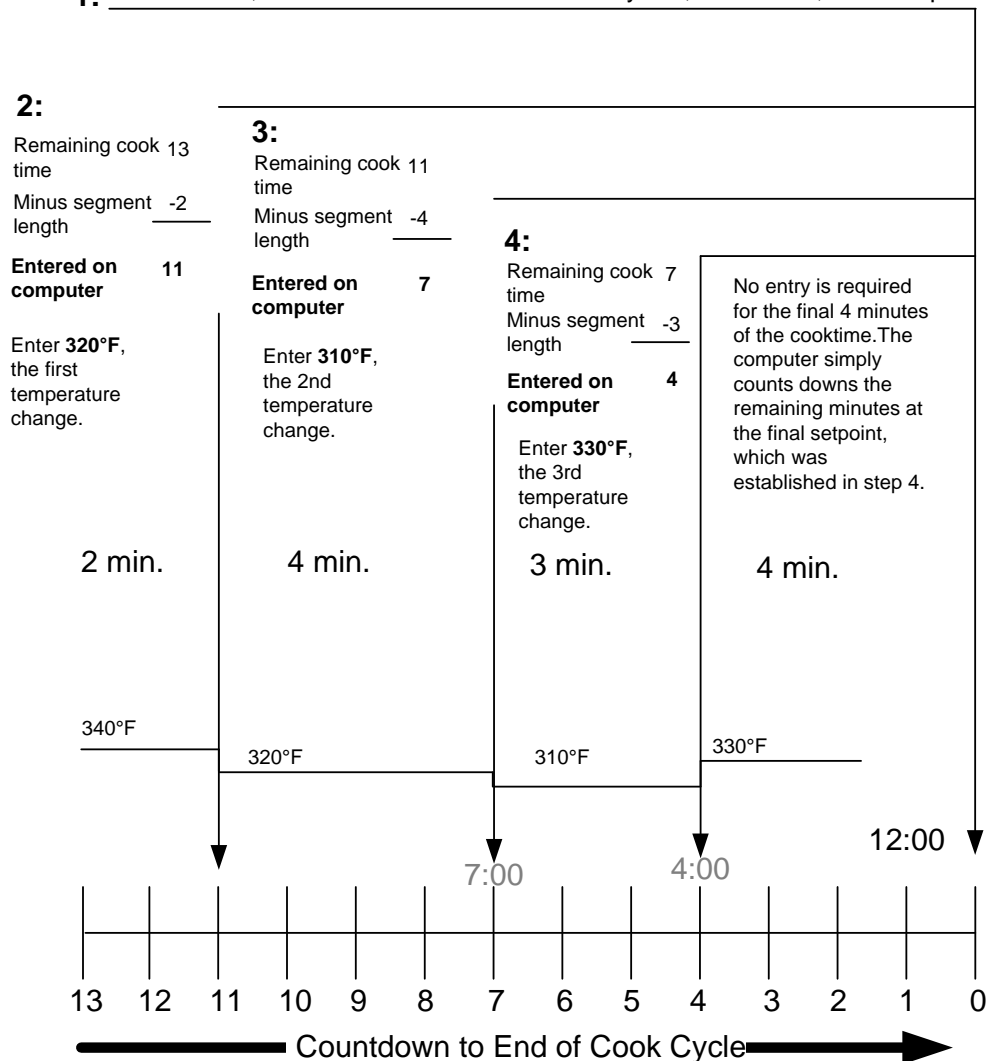 1:
2:
Remaining cook 13
time
Minus segment -2
length
Entered on 11
computer
Enter 320°F,
the first
temperature
change.
3:
Remaining cook 11
time
Minus segment -4
length
Entered on 7
computer
Enter 310°F,
the 2nd
temperature
change.
4:
Remaining cook 7
time
Minus segment -3
length
Entered on 4
computer
Enter 330°F,
the 3rd
temperature
change.
No entry is required
for the final 4 minutes
of the cooktime.The
computer simply
counts downs the
remaining minutes at
the final setpoint,
which was
established in step 4.
2 min.
4 min.
3 min.
4 min.
340°F
320°F
310°F
330°F
12:00
7:00
4:00
13 12 11 10 9 8 7 6 5 4 3 2 1 0
Countdown to End of Cook Cycle